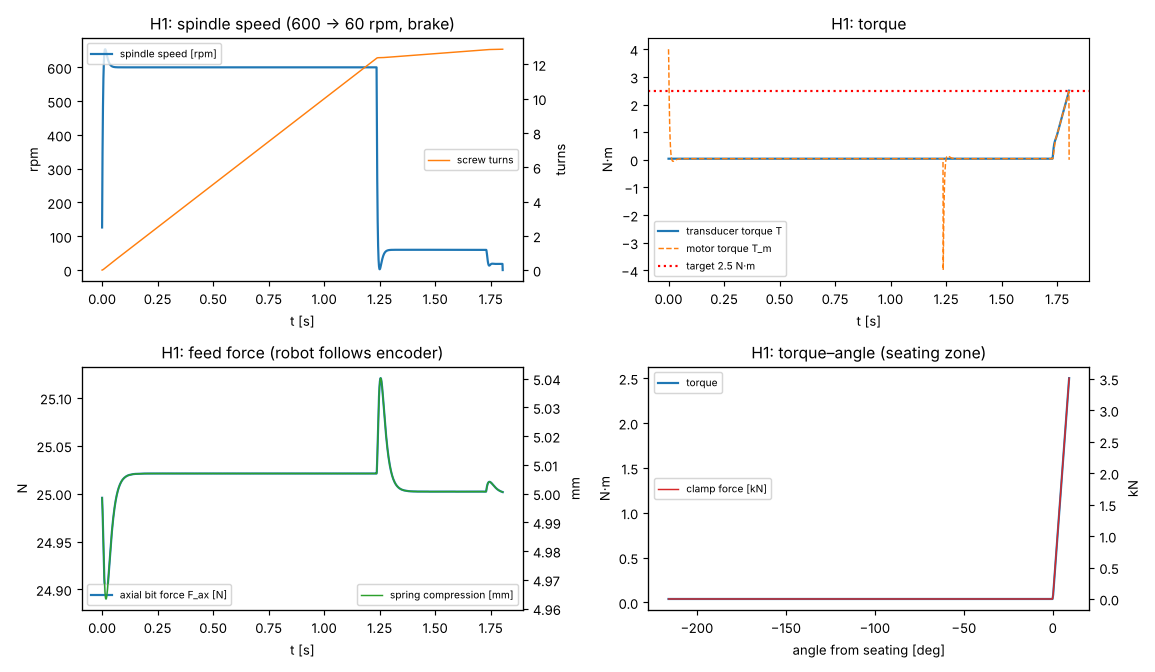 H1: spindle speed (600 → 60 rpm, brake)
spindle speed [rpm]
screw turns
600
500
400
300
200
100
0
rpm
12
10
8
6
4
2
0
turns
0.00 0.25 0.50 0.75 1.00 1.25 1.50 1.75
t [s]
H1: torque
4
3
2
1
0
−1
−2
−3
−4
N·m
transducer torque T
motor torque T_m
target 2.5 N·m
0.00 0.25 0.50 0.75 1.00 1.25 1.50 1.75
t [s]
H1: feed force (robot follows encoder)
25.10
25.05
25.00
24.95
24.90
N
5.04
5.03
5.02
5.01
5.00
4.99
4.98
4.97
4.96
mm
axial bit force F_ax [N]
spring compression [mm]
0.00 0.25 0.50 0.75 1.00 1.25 1.50 1.75
t [s]
H1: torque–angle (seating zone)
torque
clamp force [kN]
2.5
2.0
1.5
1.0
0.5
0.0
N·m
3.5
3.0
2.5
2.0
1.5
1.0
0.5
0.0
kN
−200 −150 −100 −50 0
angle from seating [deg]